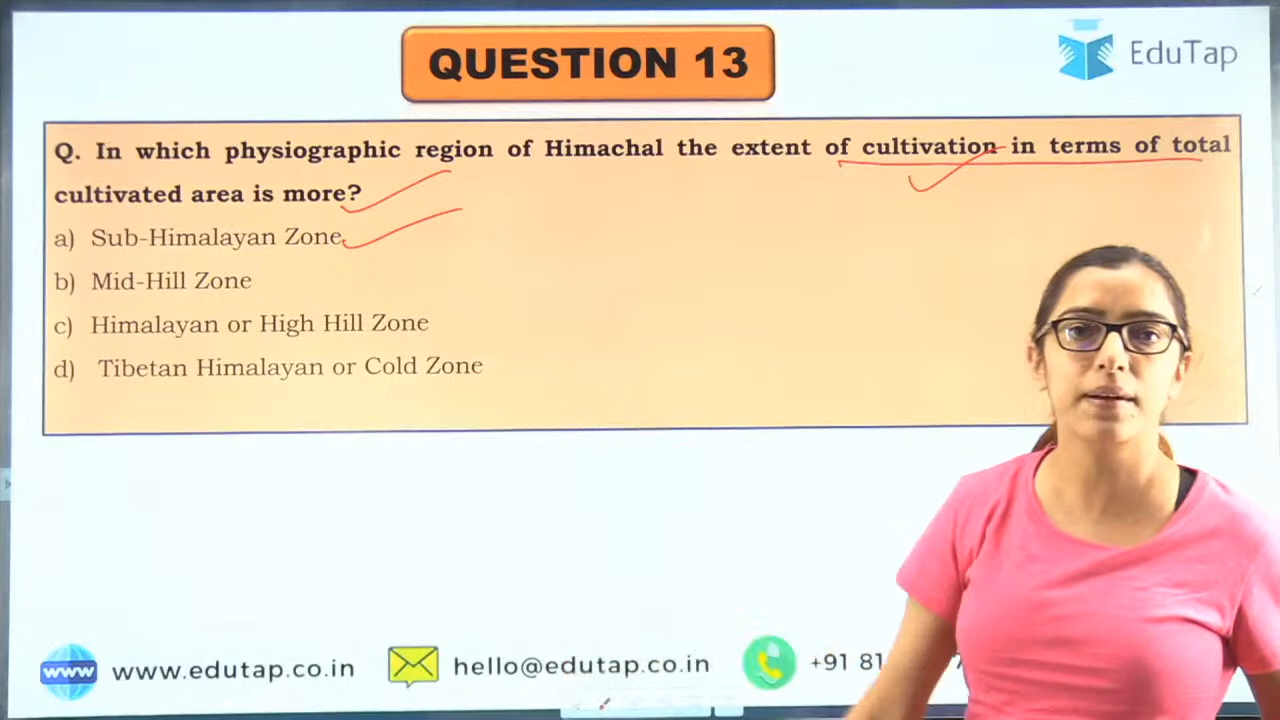 QUESTION 13
EduTap
Q. In which physiographic region of Himachal the extent of cultivation in terms of total
cultivated area is more?
a) Sub-Himalayan Zone
b) Mid-Hill Zone
c) Himalayan or High Hill Zone
d) Tibetan Himalayan or Cold Zone
www www.edutap.co.in hello@edutap.co.in +91 81